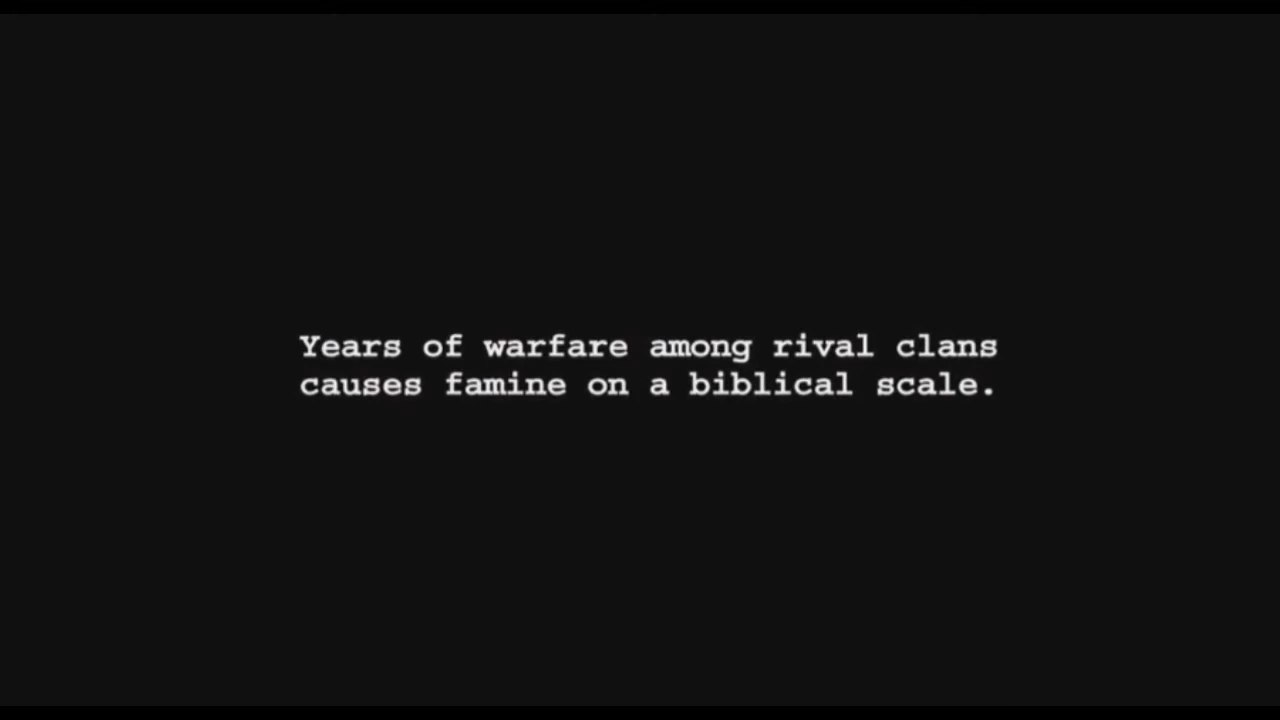 Years of warfare among rival clans
causes famine on a biblical scale.